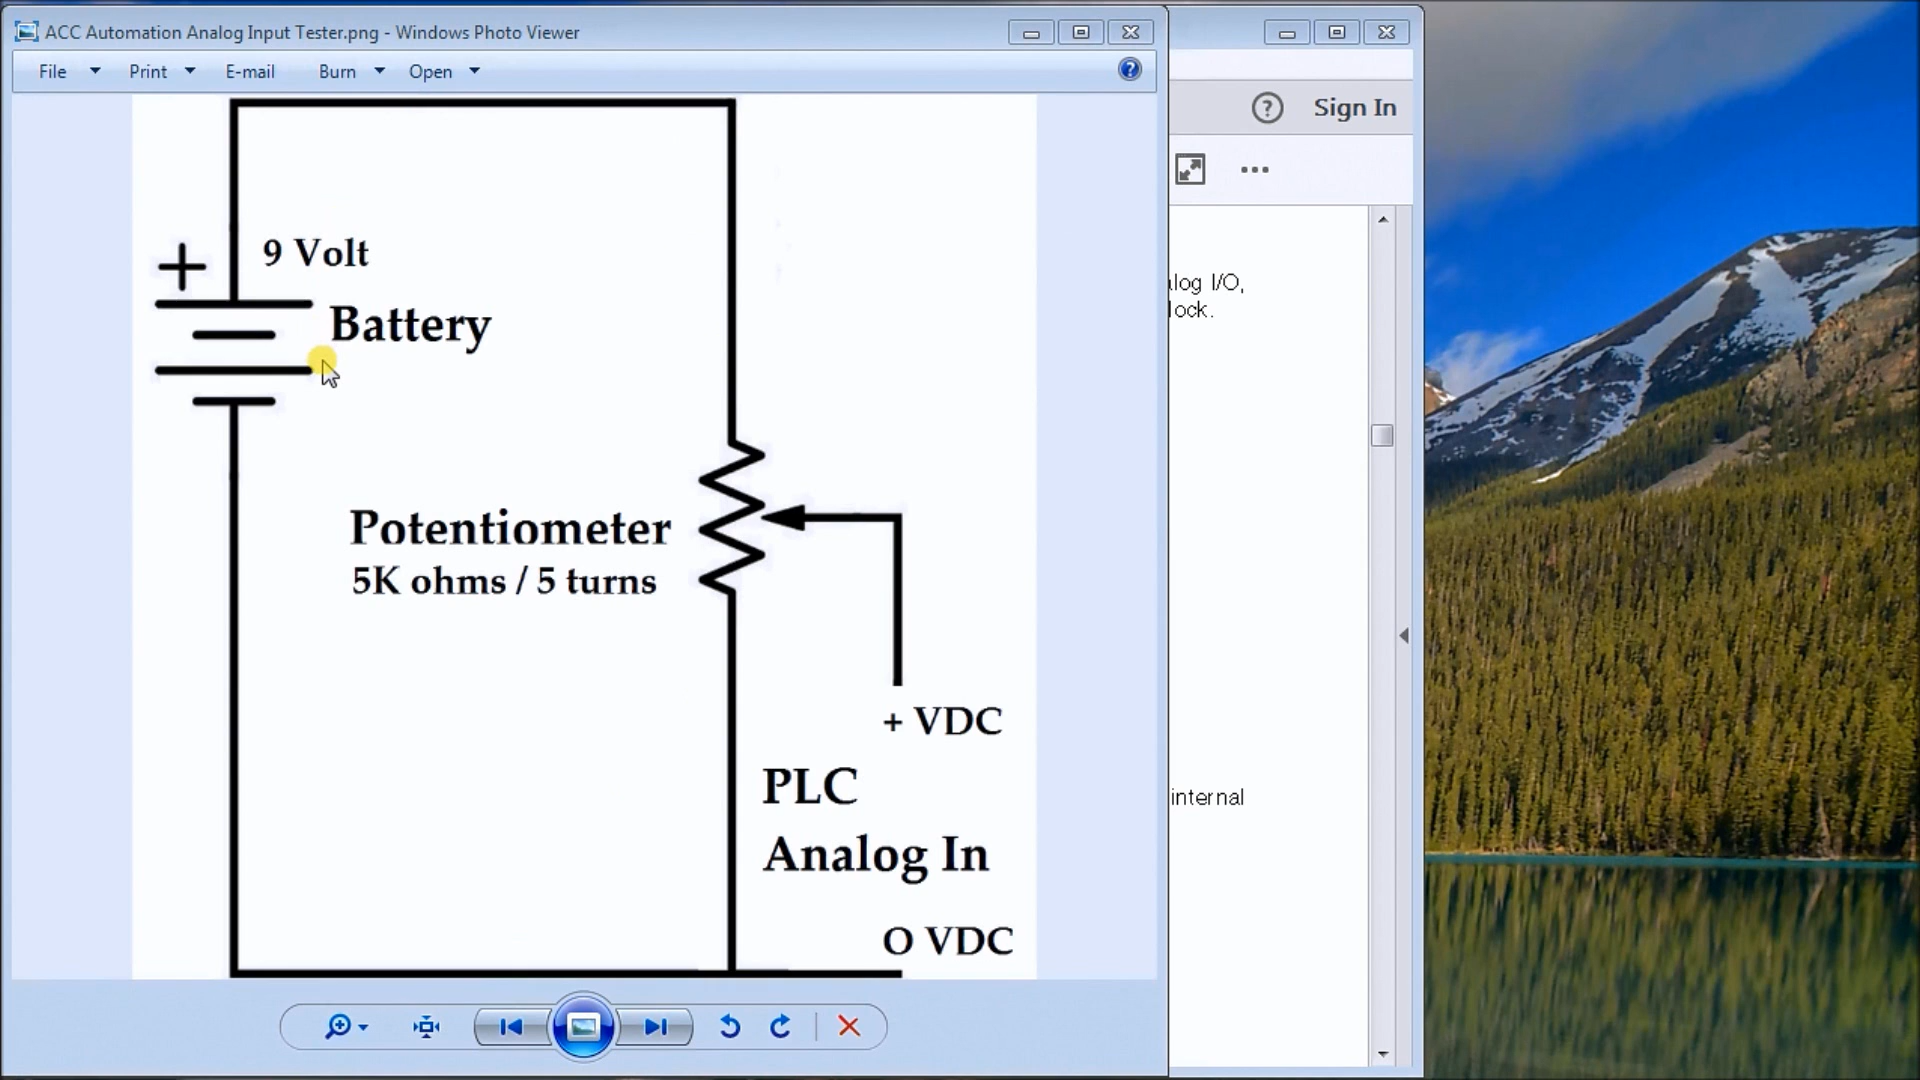 ACC Automation Analog Input Tester.png - Windows Photo Viewer
File Print E-mail Burn Open
Sign In
9 Volt
Battery
log I/O,
lock.
Potentiometer
5K ohms / 5 turns
+ VDC
PLC
Analog In
internal
O VDC